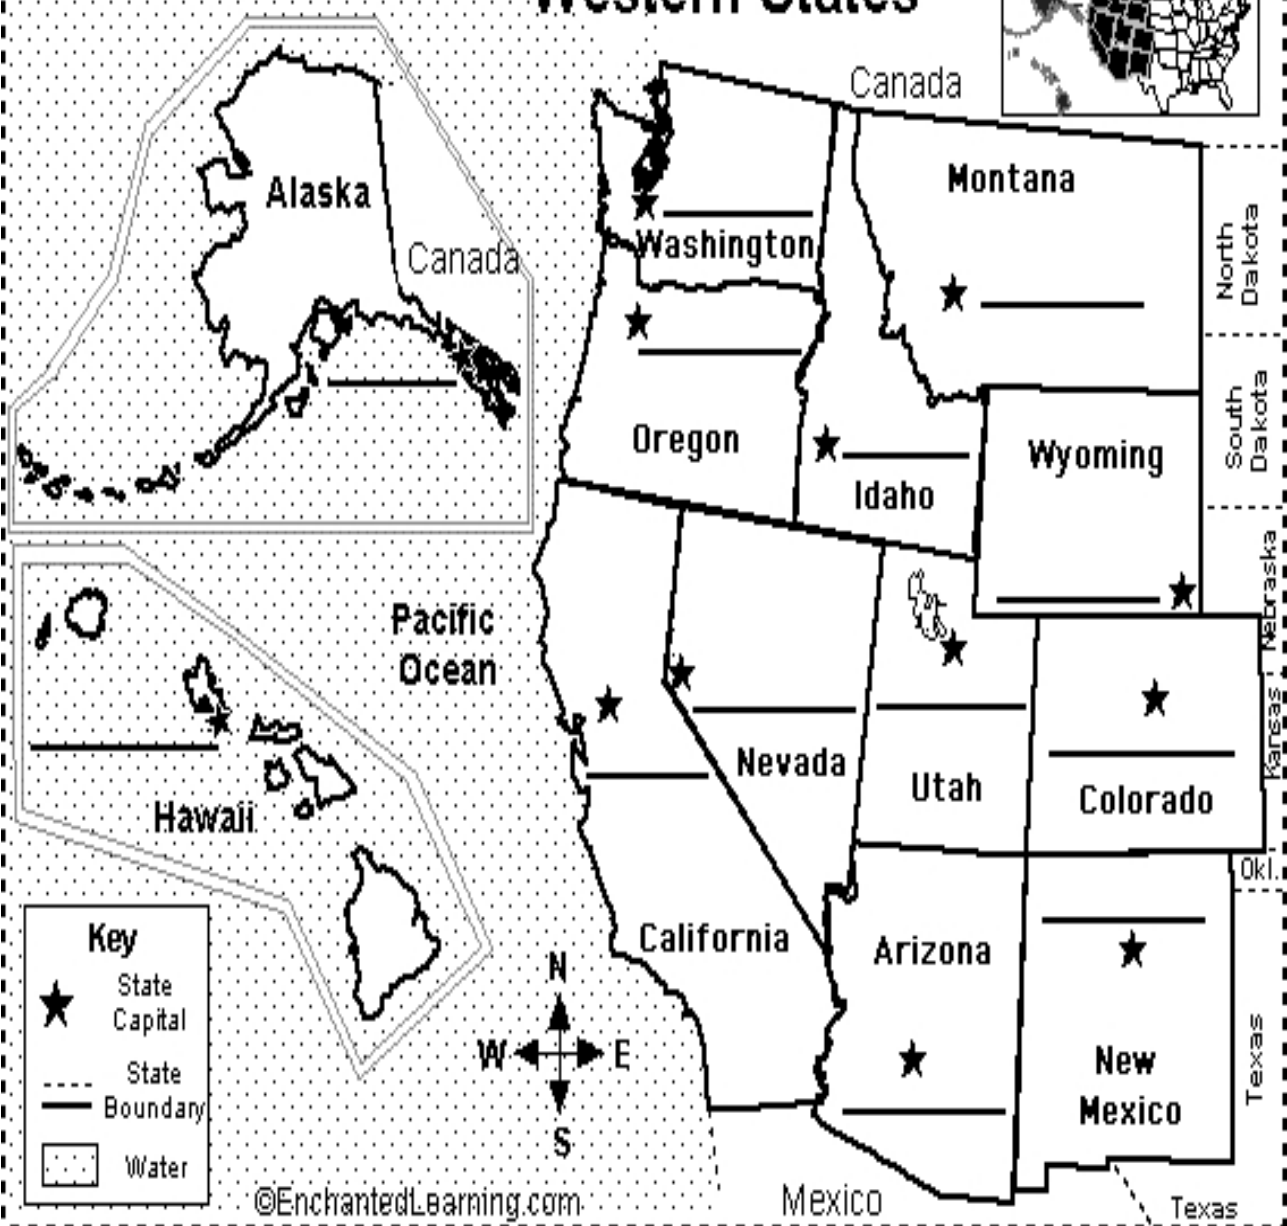 Western States
Canada
Alaska
Canada
Montana
Washington
North
Dakota
Oregon
Idaho
Wyoming
South
Dakota
Nebraska
Pacific
Ocean
Hawaii
Nevada
Utah
Colorado
Kansas
Okl.
California
Arizona
New
Mexico
Texas
Key
State
Capital
State
Boundary
Water
N
W
E
S
©EnchantedLearning.com
Mexico
Texas